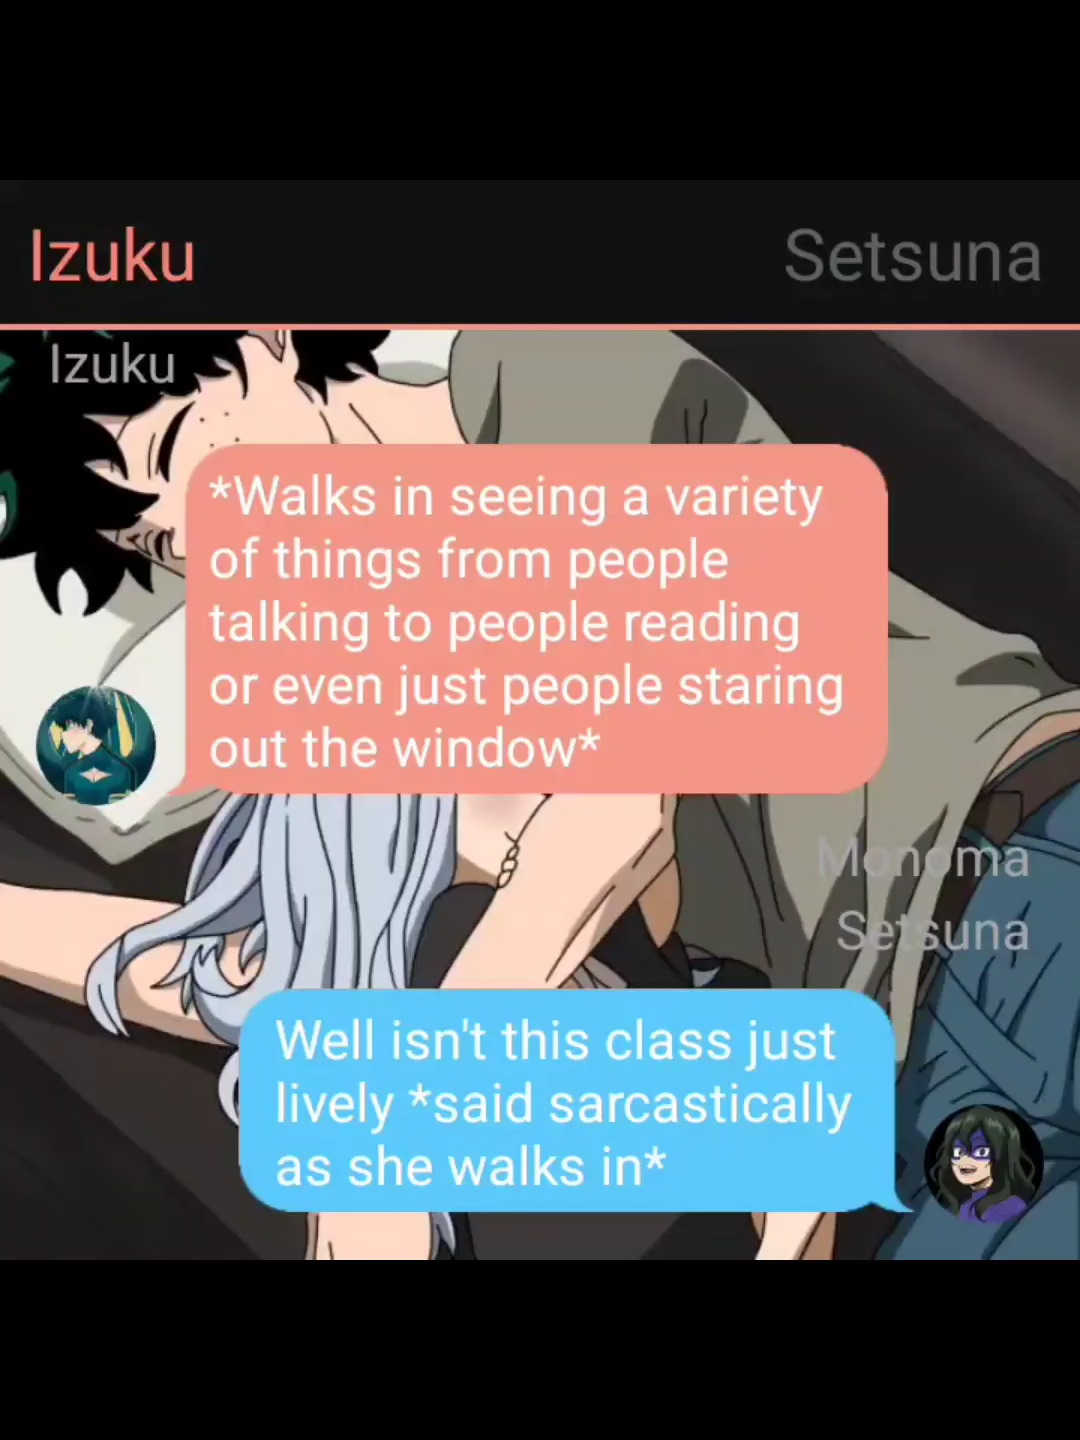 Izuku
Setsuna
Izuku
*Walks in seeing a variety
of things from people
talking to people reading
or even just people staring
out the window*
Monoma
Setsuna
Well isn't this class just
lively *said sarcastically
as she walks in*